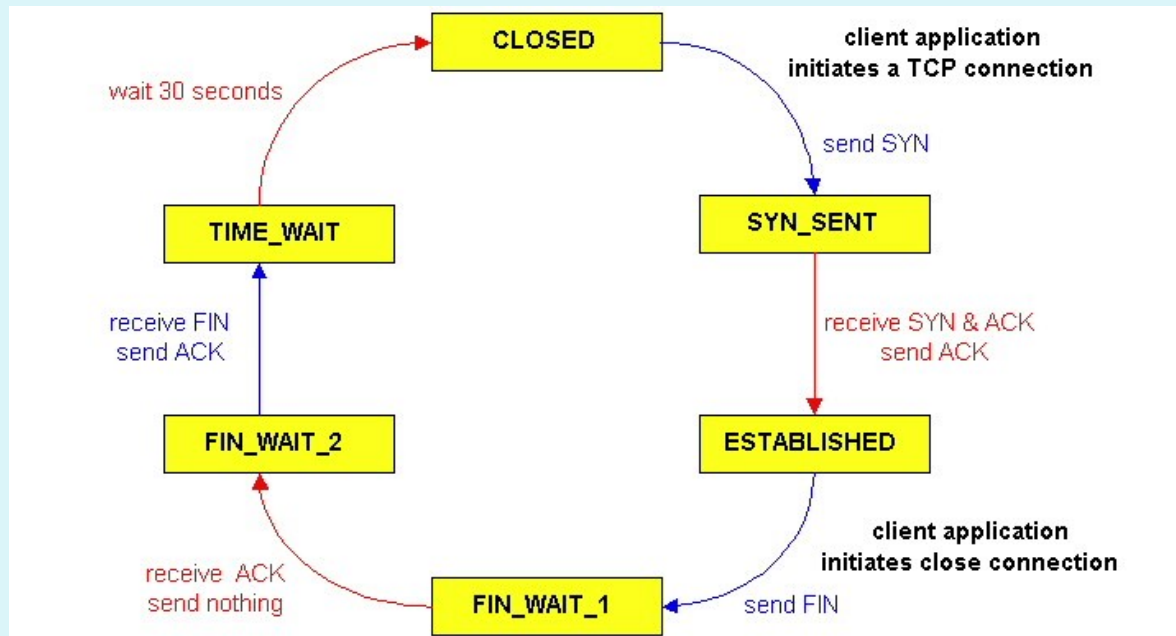 CLOSED
client application
initiates a TCP connection
wait 30 seconds
send SYN
TIME_WAIT
SYN_SENT
receive FIN
send ACK
receive SYN & ACK
send ACK
FIN_WAIT_2
ESTABLISHED
client application
initiates close connection
receive ACK
send nothing
FIN_WAIT_1
send FIN